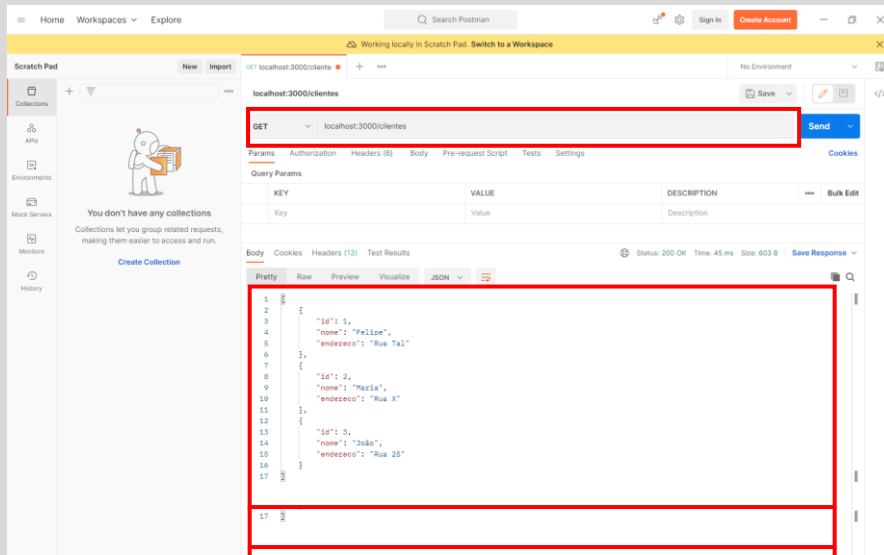 Home Workspaces Explore Search Postman Sign In Create Account
Working locally in Scratch Pad. Switch to a Workspace
Scratch Pad New Import GET localhost:3000/cliente No Environment
Collections
APIs
Environments
Mock Servers
Monitors
History
You don't have any collections
Collections let you group related requests,
making them easier to access and run.
Create Collection
localhost:3000/clientes Save
GET localhost:3000/clientes Send
Params Authorization Headers (6) Body Pre-request Script Tests Settings Cookies
Query Params
KEY VALUE DESCRIPTION Bulk Edit
Key Value Description
Body Cookies Headers (13) Test Results Status: 200 OK Time: 45 ms Size: 603 B Save Response
Pretty Raw Preview Visualize JSON
1 [
2 {
3 "id": 1,
4 "nome": "Felipe",
5 "endereco": "Rua Tal"
6 },
7 {
8 "id": 2,
9 "nome": "Maria",
10 "endereco": "Rua X"
11 },
12 {
13 "id": 3,
14 "nome": "João",
15 "endereco": "Rua 25"
16 }
17 ]
17 ]